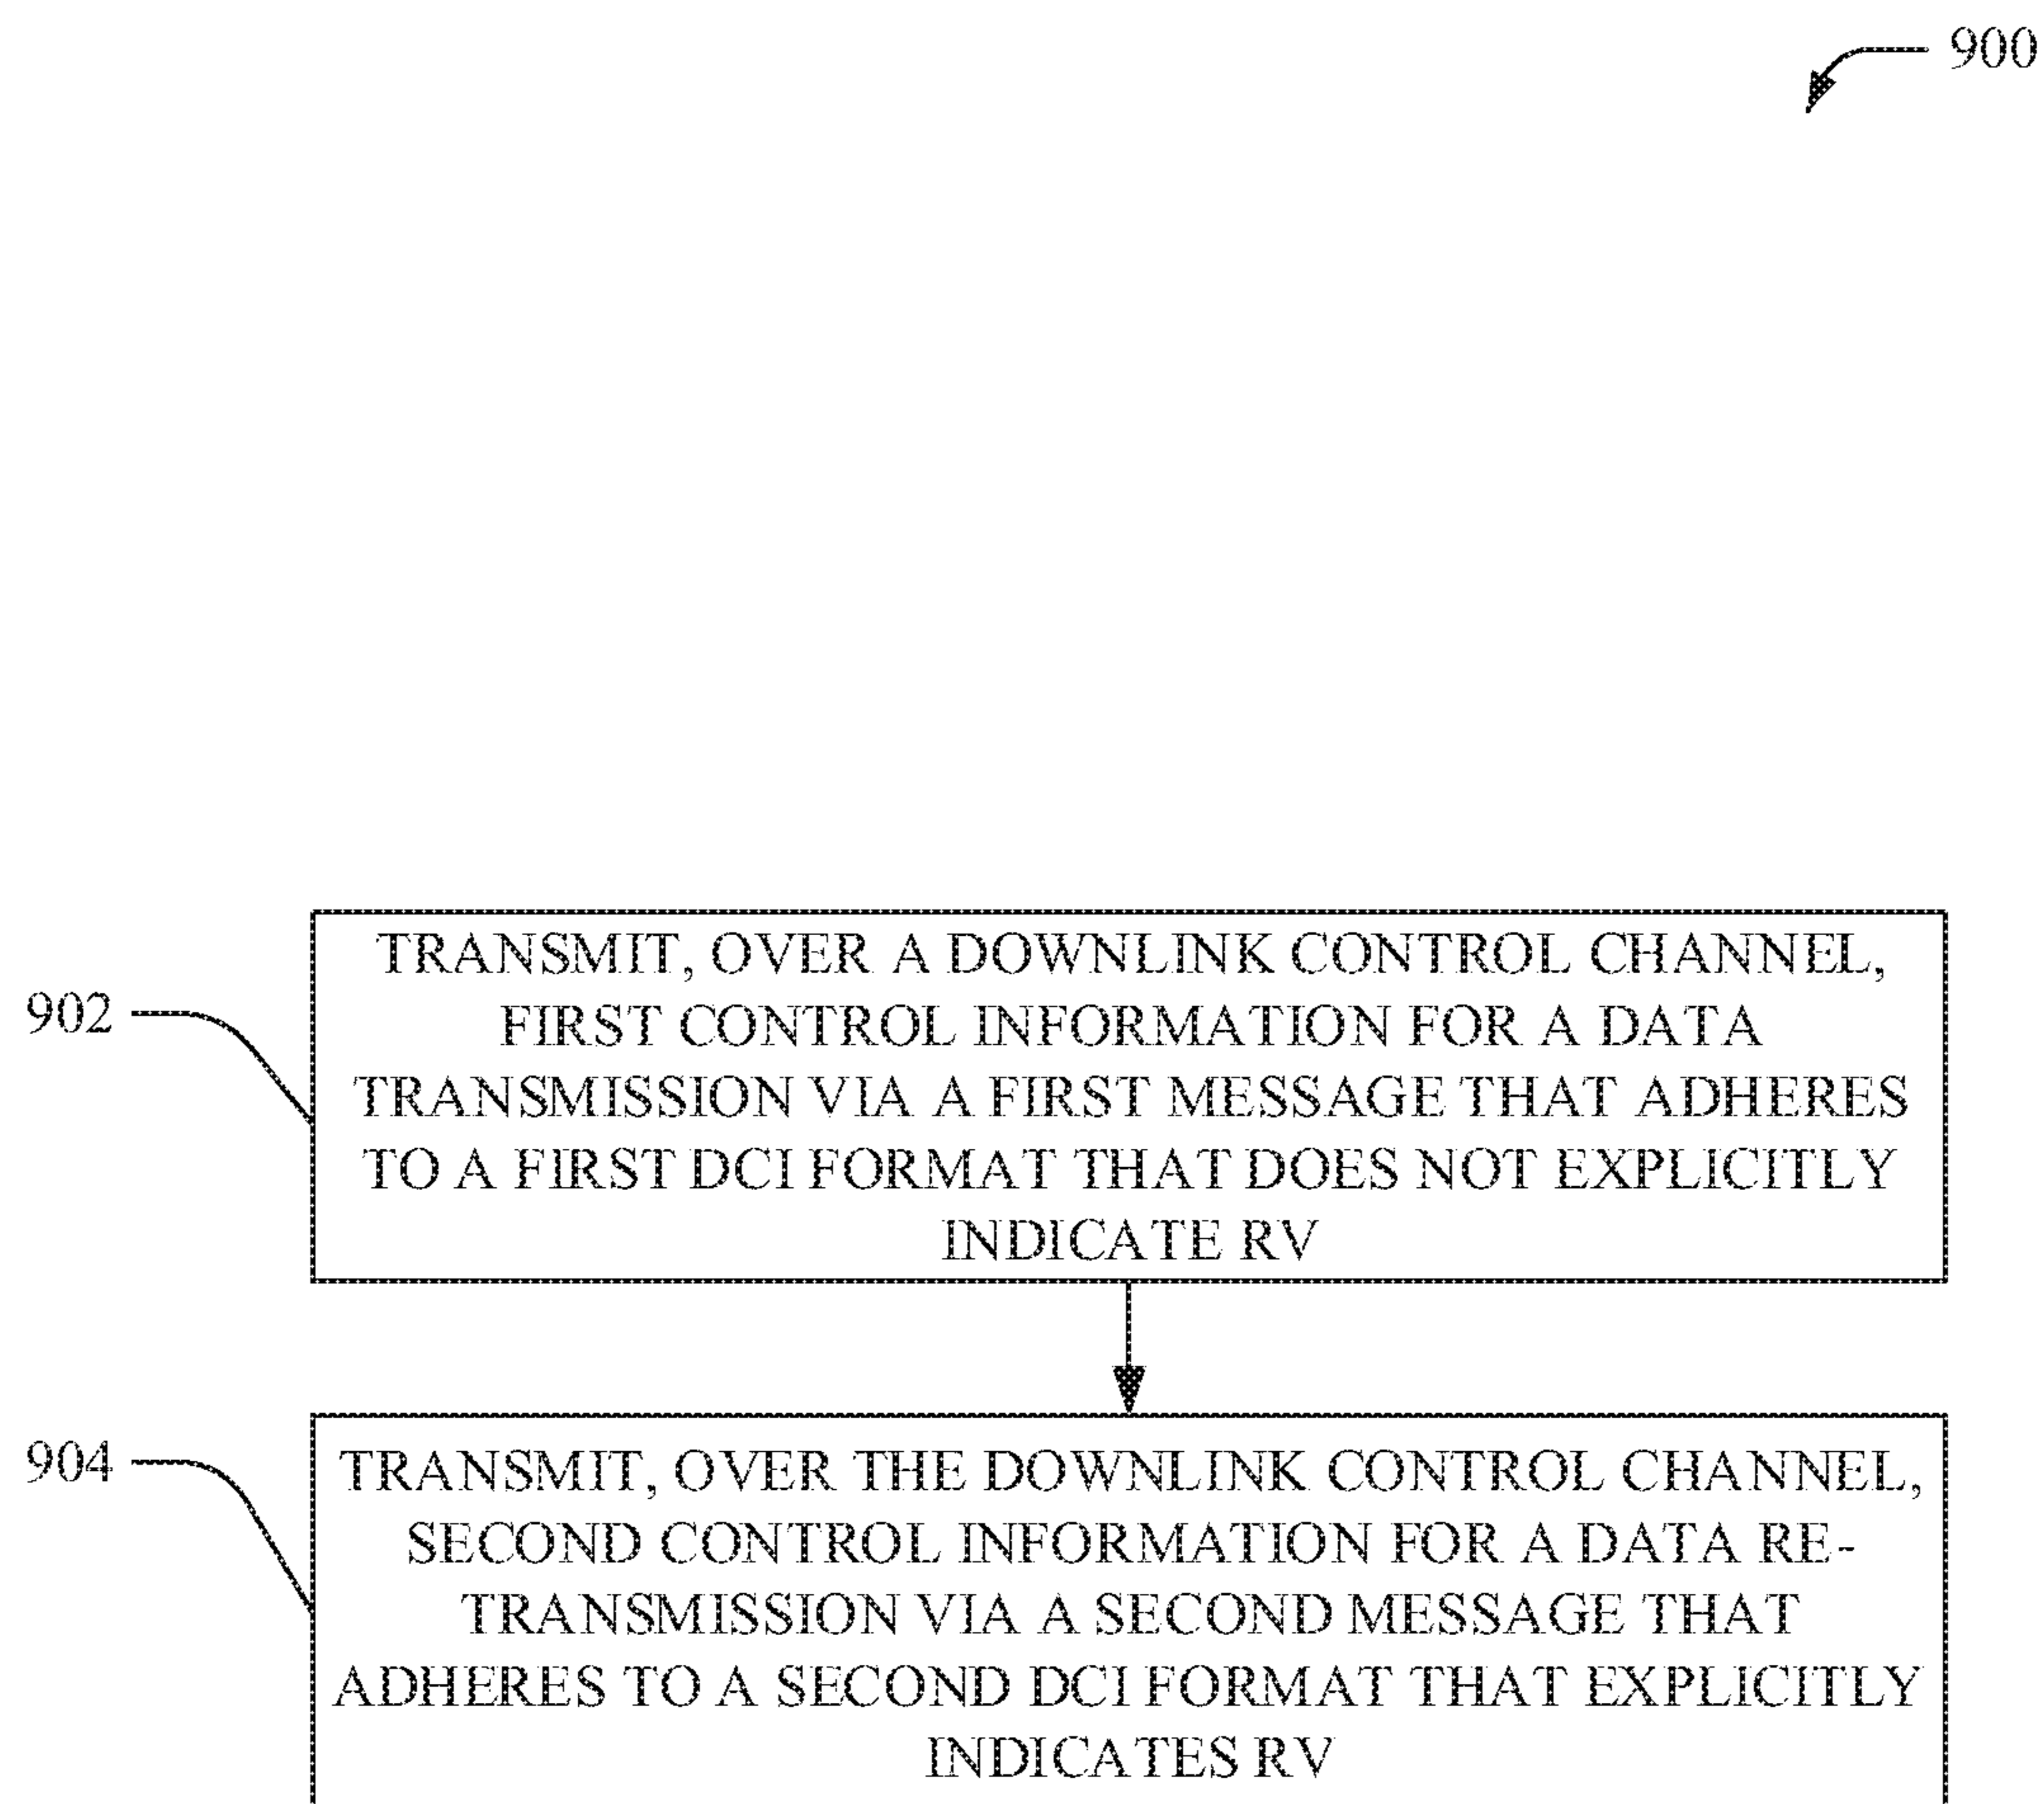 900
TRANSMIT, OVER A DOWNLINK CONTROL CHANNEL,
FIRST CONTROL INFORMATION FOR A DATA
TRANSMISSION VIA A FIRST MESSAGE THAT ADHERES
TO A FIRST DCI FORMAT THAT DOES NOT EXPLICITLY
INDICATE RV
902
TRANSMIT, OVER THE DOWNLINK CONTROL CHANNEL,
SECOND CONTROL INFORMATION FOR A DATA RE-
TRANSMISSION VIA A SECOND MESSAGE THAT
ADHERES TO A SECOND DCI FORMAT THAT EXPLICITLY
INDICATES RV
904